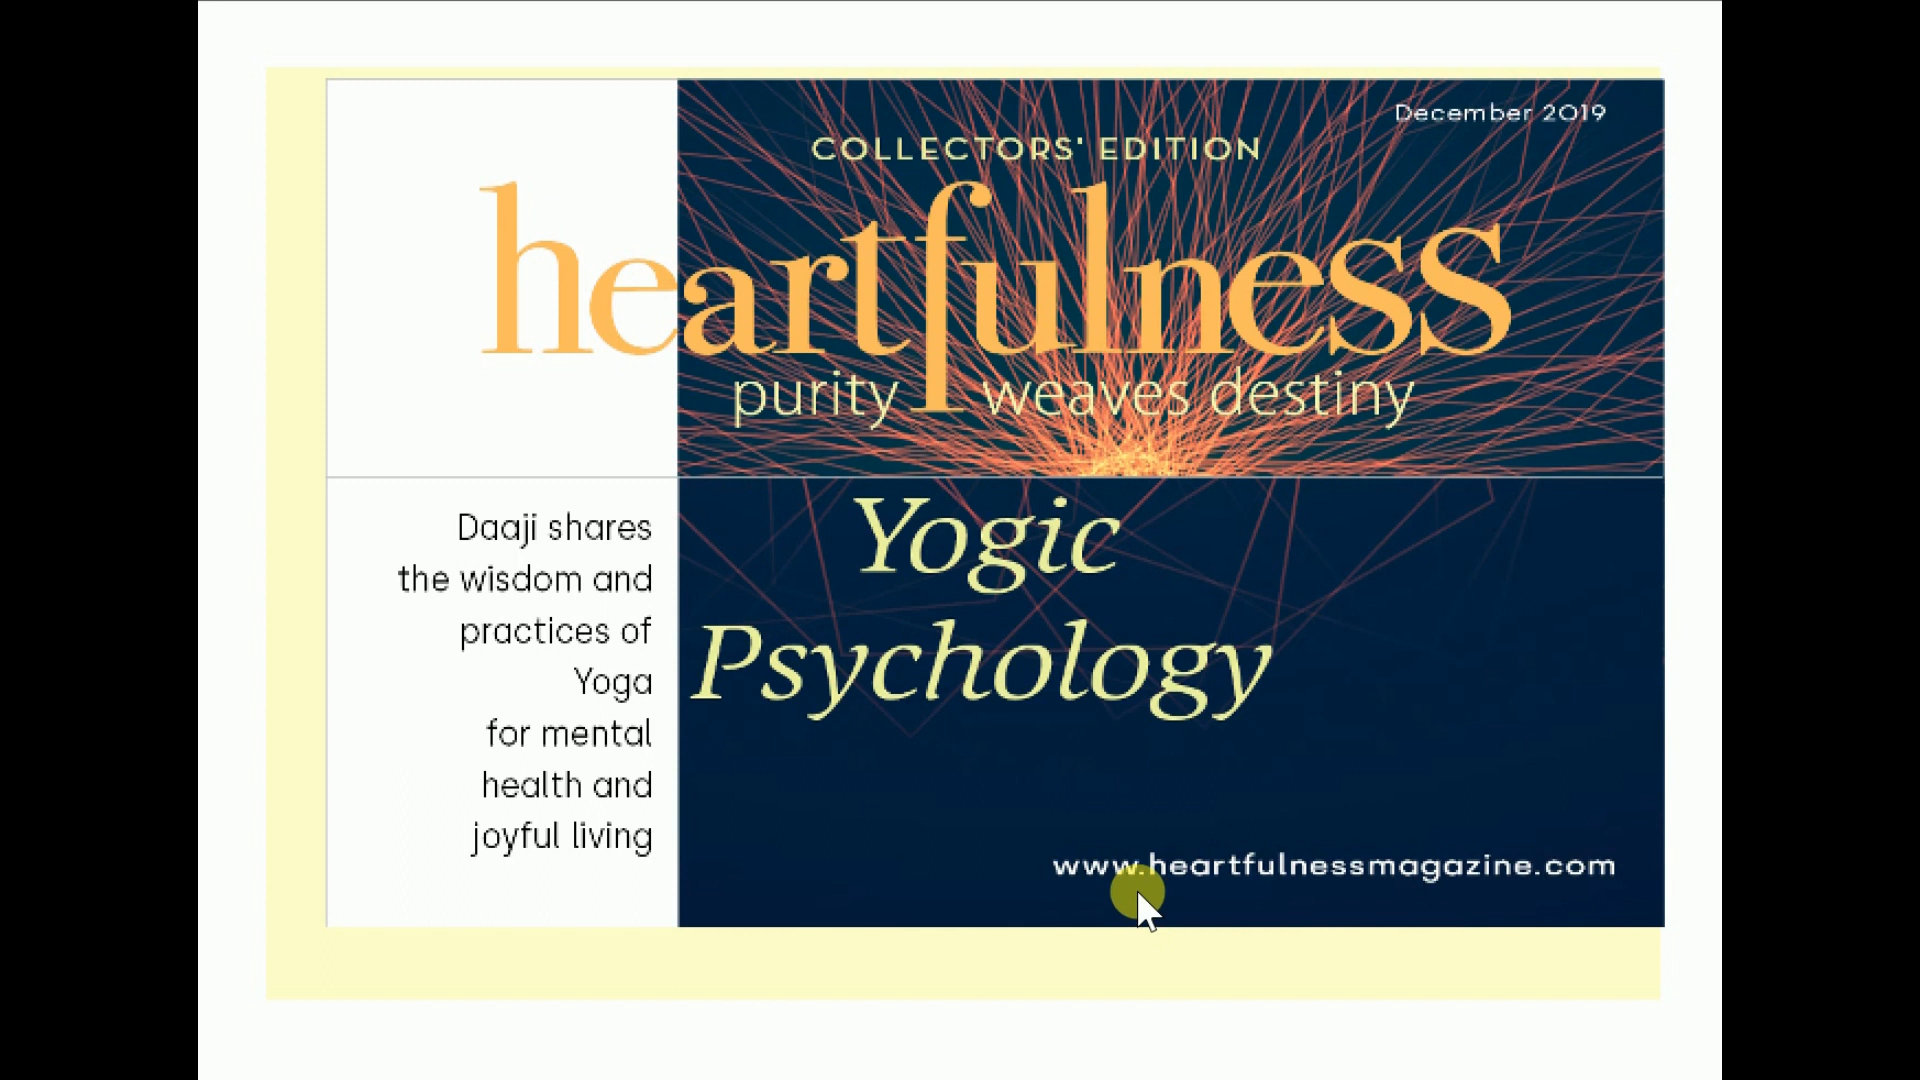 December 2019
COLLECTORS' EDITION
heartfulness
purity weaves destiny
Daaji shares
the wisdom and
practices of
Yoga
for mental
health and
joyful living
Yogic
Psychology
www.heartfulnessmagazine.com